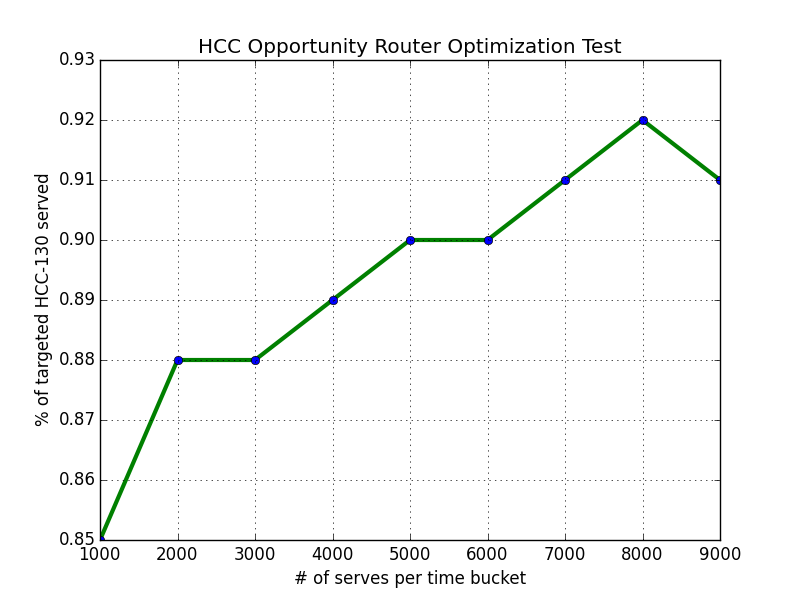 HCC Opportunity Router Optimization Test
0.93
0.92
0.91
0.90
0.89
0.88
0.87
0.86
0.85
% of targeted HCC-130 served
1000 2000 3000 4000 5000 6000 7000 8000 9000
# of serves per time bucket